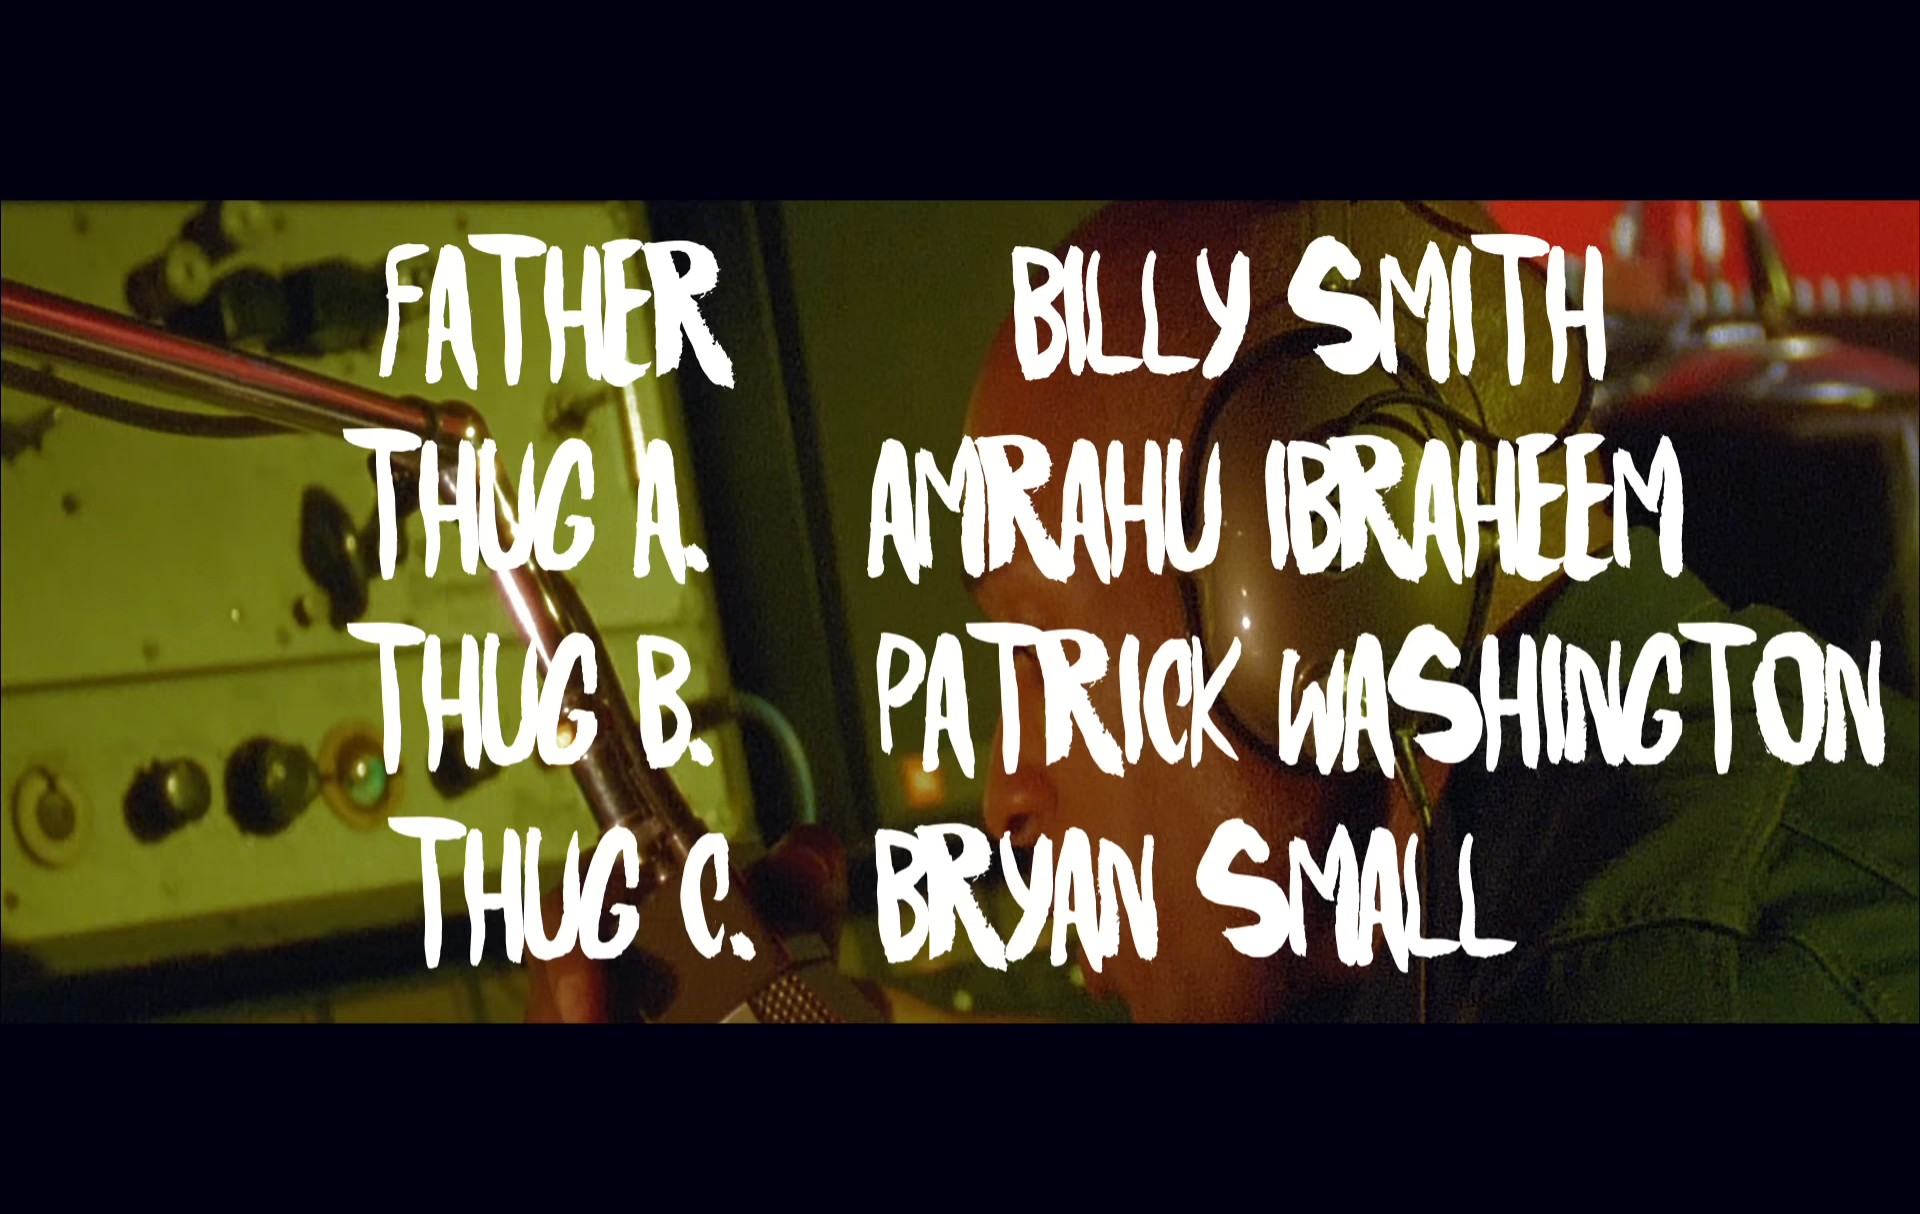 FATHER BILLY SMITH
THUG A. AMRAHU IBRAHEEM
THUG B. PATRICK WASHINGTON
THUG C. BRYAN SMALL